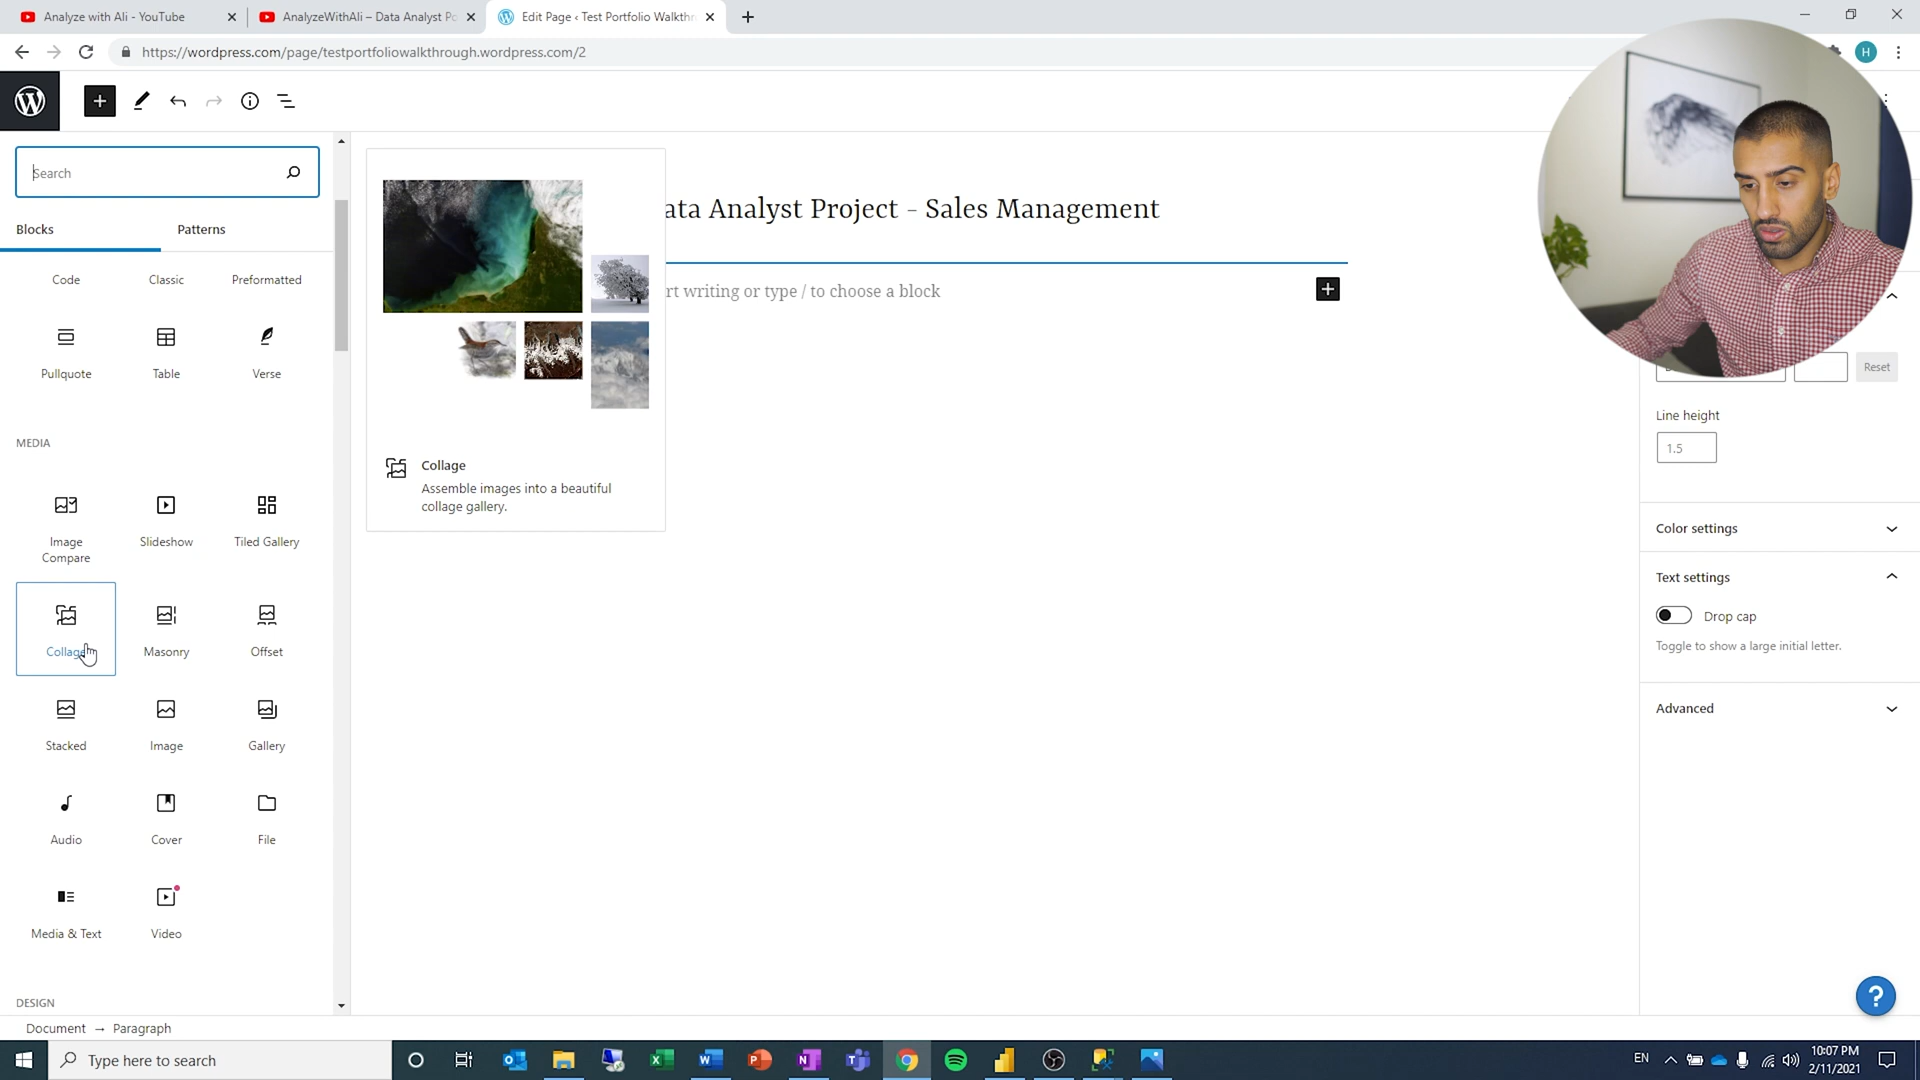 Analyze with Ali - YouTube
AnalyzeWithAli – Data Analyst Po
Edit Page ‹ Test Portfolio Walkthr
https://wordpress.com/page/testportfoliowalkthrough.wordpress.com/2
H
Search
Blocks
Patterns
Code
Classic
Preformatted
Pullquote
Table
Verse
MEDIA
Image Compare
Slideshow
Tiled Gallery
Collage
Masonry
Offset
Stacked
Image
Gallery
Audio
Cover
File
Media & Text
Video
DESIGN
Collage
Assemble images into a beautiful
collage gallery.
ata Analyst Project - Sales Management
rt writing or type / to choose a block
Reset
Line height
1.5
Color settings
Text settings
Drop cap
Toggle to show a large initial letter.
Advanced
?
Document → Paragraph
Type here to search
EN
10:07 PM
2/11/2021